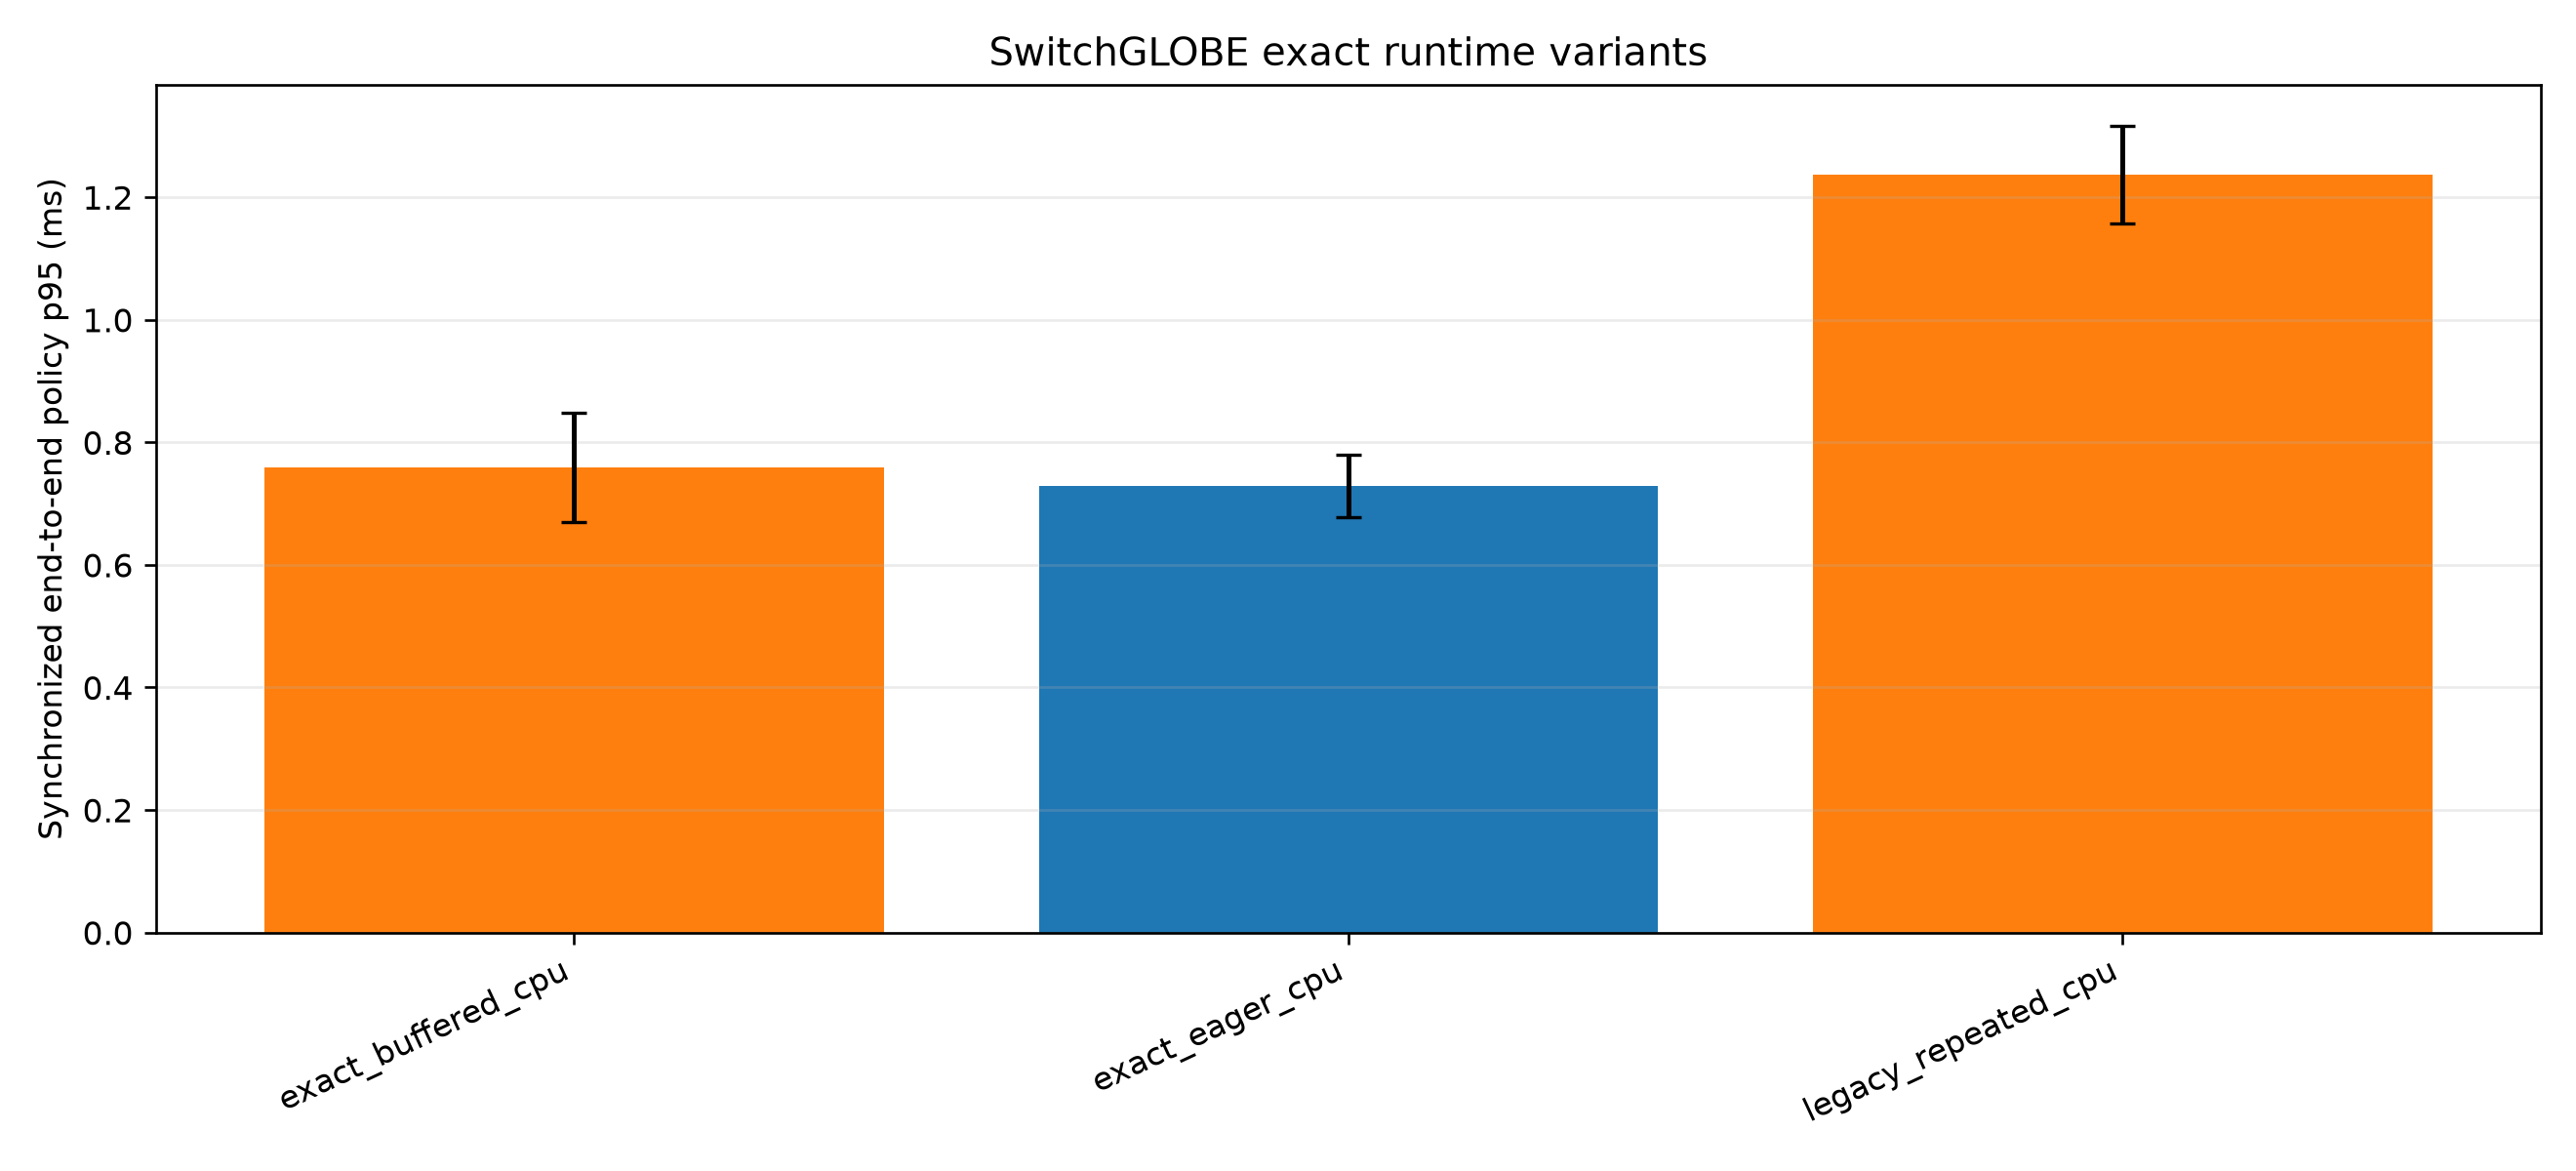 SwitchGLOBE exact runtime variants
Synchronized end-to-end policy p95 (ms)
1.2
1.0
0.8
0.6
0.4
0.2
0.0
exact_buffered_cpu
exact_eager_cpu
legacy_repeated_cpu